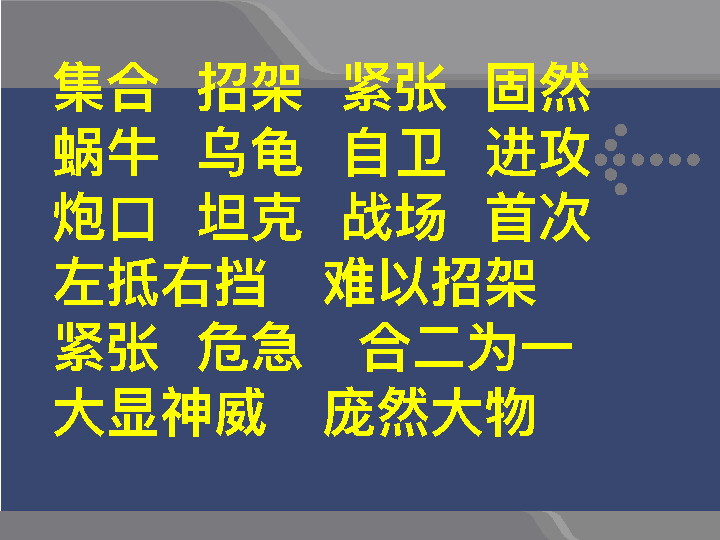 集合 招架 紧张 固然
蜗牛 乌龟 自卫 进攻
炮口 坦克 战场 首次
左抵右挡 难以招架
紧张 危急 合二为一
大显神威 庞然大物